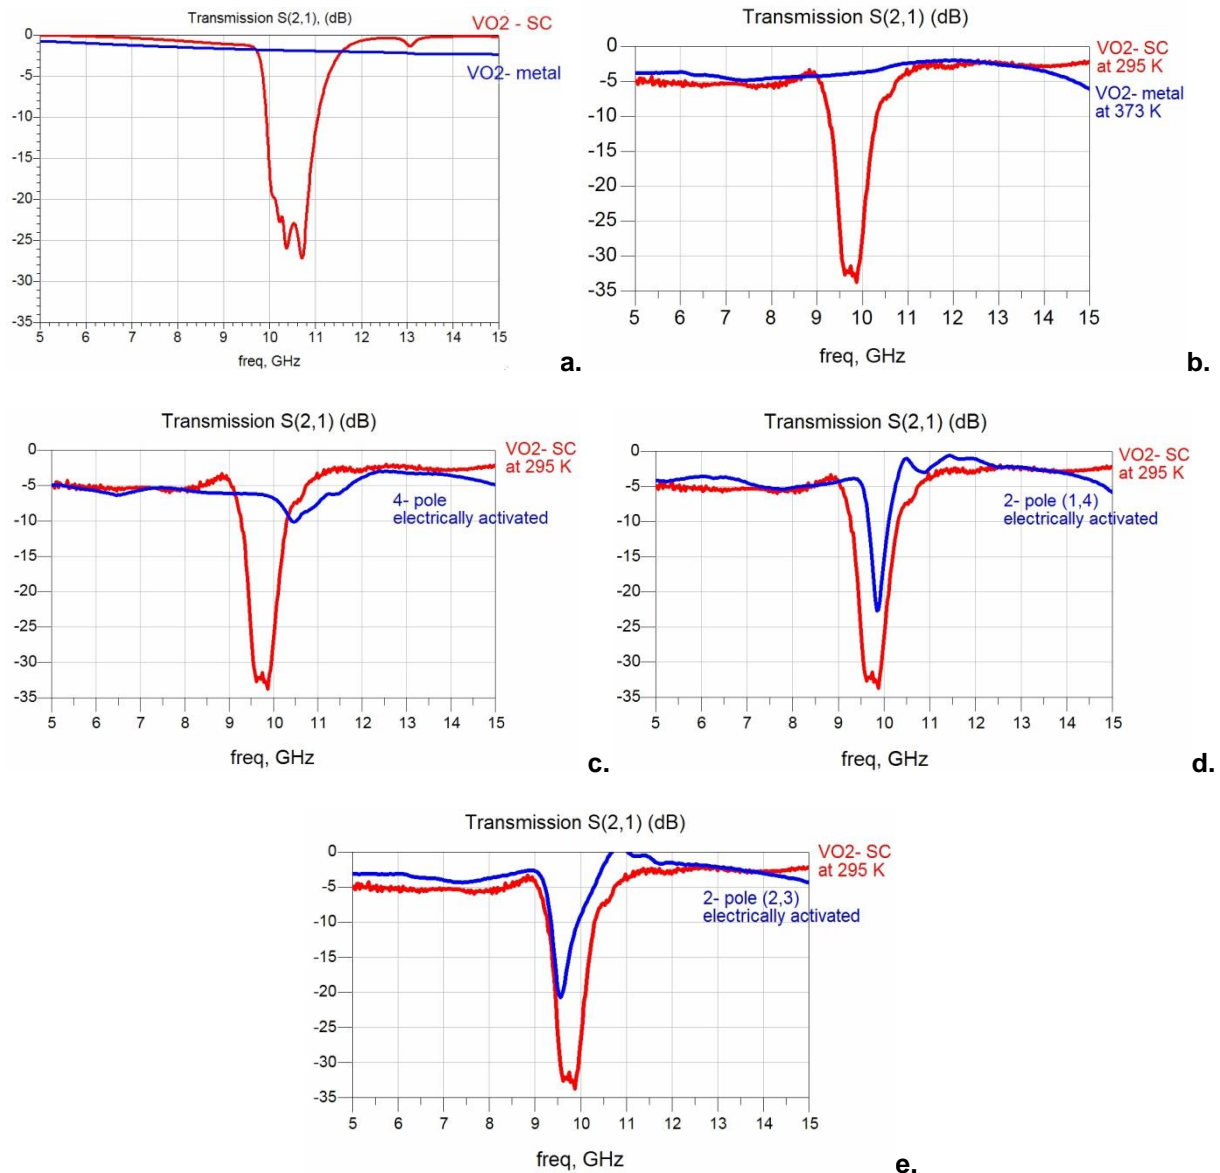 Transmission S(2,1), (dB)
VO2 - SC
VO2- metal
0
-5
-10
-15
-20
-25
-30
-35
5 6 7 8 9 10 11 12 13 14 15
freq, GHz
a.
Transmission S(2,1) (dB)
VO2- SC
at 295 K
VO2- metal
at 373 K
0
-5
-10
-15
-20
-25
-30
-35
5 6 7 8 9 10 11 12 13 14 15
freq, GHz
b.
Transmission S(2,1) (dB)
VO2- SC
at 295 K
4- pole
electrically activated
0
-5
-10
-15
-20
-25
-30
-35
5 6 7 8 9 10 11 12 13 14 15
freq, GHz
c.
Transmission S(2,1) (dB)
VO2- SC
at 295 K
2- pole (1,4)
electrically activated
0
-5
-10
-15
-20
-25
-30
-35
5 6 7 8 9 10 11 12 13 14 15
freq, GHz
d.
Transmission S(2,1) (dB)
VO2- SC
at 295 K
2- pole (2,3)
electrically activated
0
-5
-10
-15
-20
-25
-30
-35
5 6 7 8 9 10 11 12 13 14 15
freq, GHz
e.